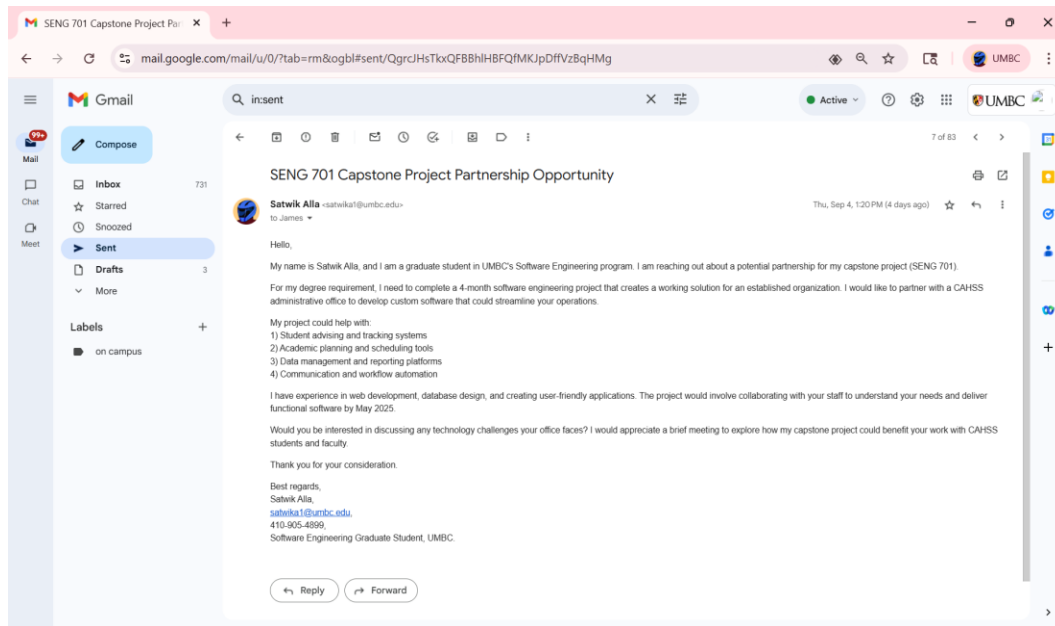 SENG 701 Capstone Project Par
mail.google.com/mail/u/0/?tab=rm&ogbl#sent/QgrcJHsTkxQFBBhlHBFQfMKJpDffVzBqHMg
UMBC
Gmail
in:sent
Active
UMBC
99+
Mail
Chat
Meet
Compose
Inbox 731
Starred
Snoozed
Sent
Drafts 3
More
Labels
on campus
7 of 83
SENG 701 Capstone Project Partnership Opportunity
Satwik Alla <satwika1@umbc.edu>
Thu, Sep 4, 1:20 PM (4 days ago)
to James
Hello,
My name is Satwik Alla, and I am a graduate student in UMBC's Software Engineering program. I am reaching out about a potential partnership for my capstone project (SENG 701).
For my degree requirement, I need to complete a 4-month software engineering project that creates a working solution for an established organization. I would like to partner with a CAHSS
administrative office to develop custom software that could streamline your operations.
My project could help with:
1) Student advising and tracking systems
2) Academic planning and scheduling tools
3) Data management and reporting platforms
4) Communication and workflow automation
I have experience in web development, database design, and creating user-friendly applications. The project would involve collaborating with your staff to understand your needs and deliver
functional software by May 2025.
Would you be interested in discussing any technology challenges your office faces? I would appreciate a brief meeting to explore how my capstone project could benefit your work with CAHSS
students and faculty.
Thank you for your consideration.
Best regards,
Satwik Alla,
satwika1@umbc.edu,
410-905-4899,
Software Engineering Graduate Student, UMBC.
Reply
Forward